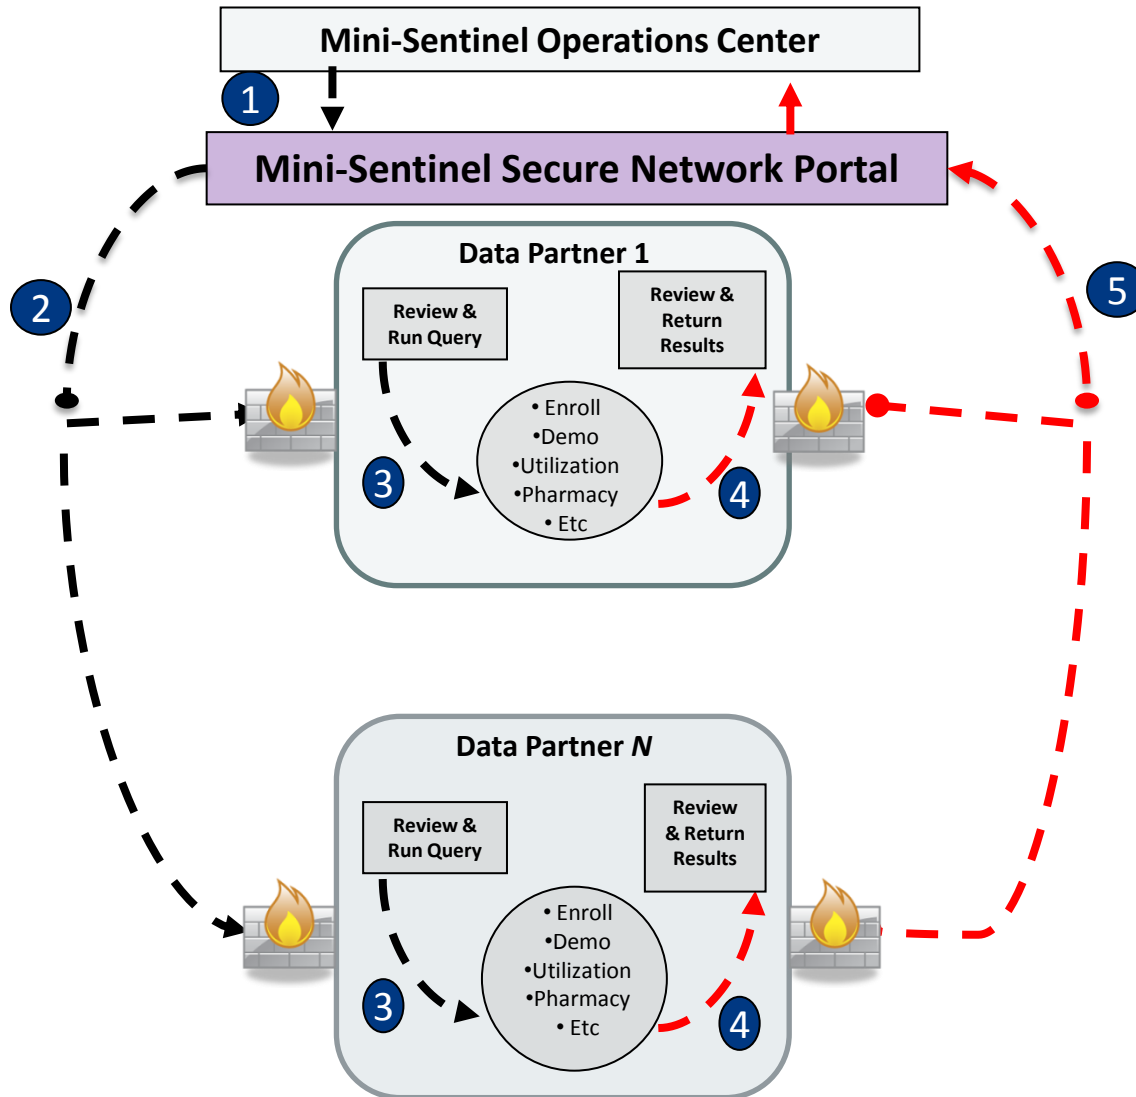 Mini-Sentinel Operations Center
1
Mini-Sentinel Secure Network Portal
Data Partner 1
2
5
Review &
Run Query
Review &
Return
Results
• Enroll
•Demo
•Utilization
•Pharmacy
• Etc
3
4
Data Partner N
Review &
Run Query
Review
& Return
Results
• Enroll
•Demo
•Utilization
•Pharmacy
• Etc
3
4